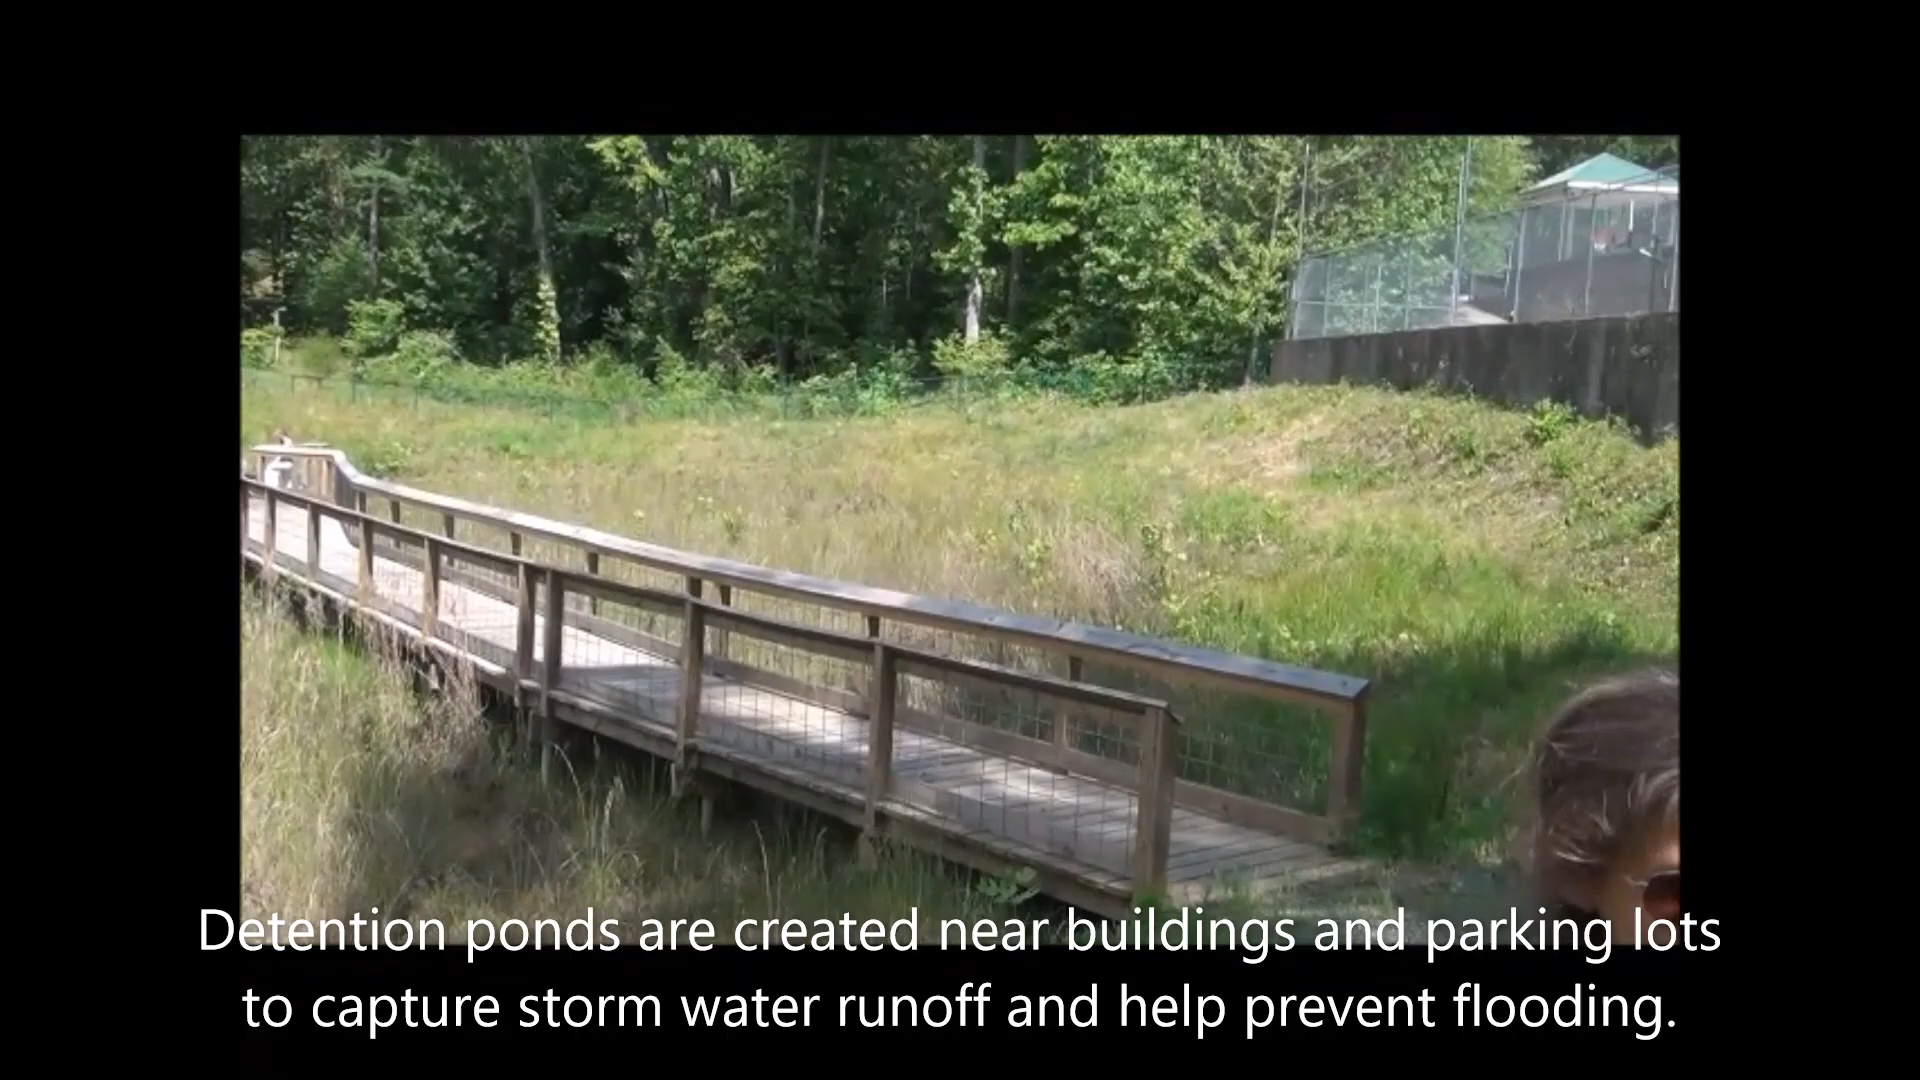 Detention ponds are created near buildings and parking lots
to capture storm water runoff and help prevent flooding.